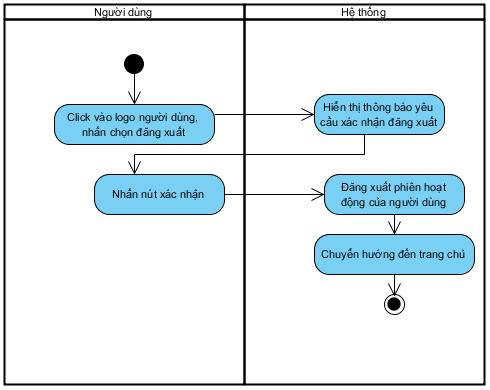 Người dùng
Hệ thống
Click vào logo người dùng,
nhấn chọn đăng xuất
Hiển thị thông báo yêu
cầu xác nhận đăng xuất
Nhấn nút xác nhận
Đăng xuất phiên hoạt
động của người dùng
Chuyển hướng đến trang chủ